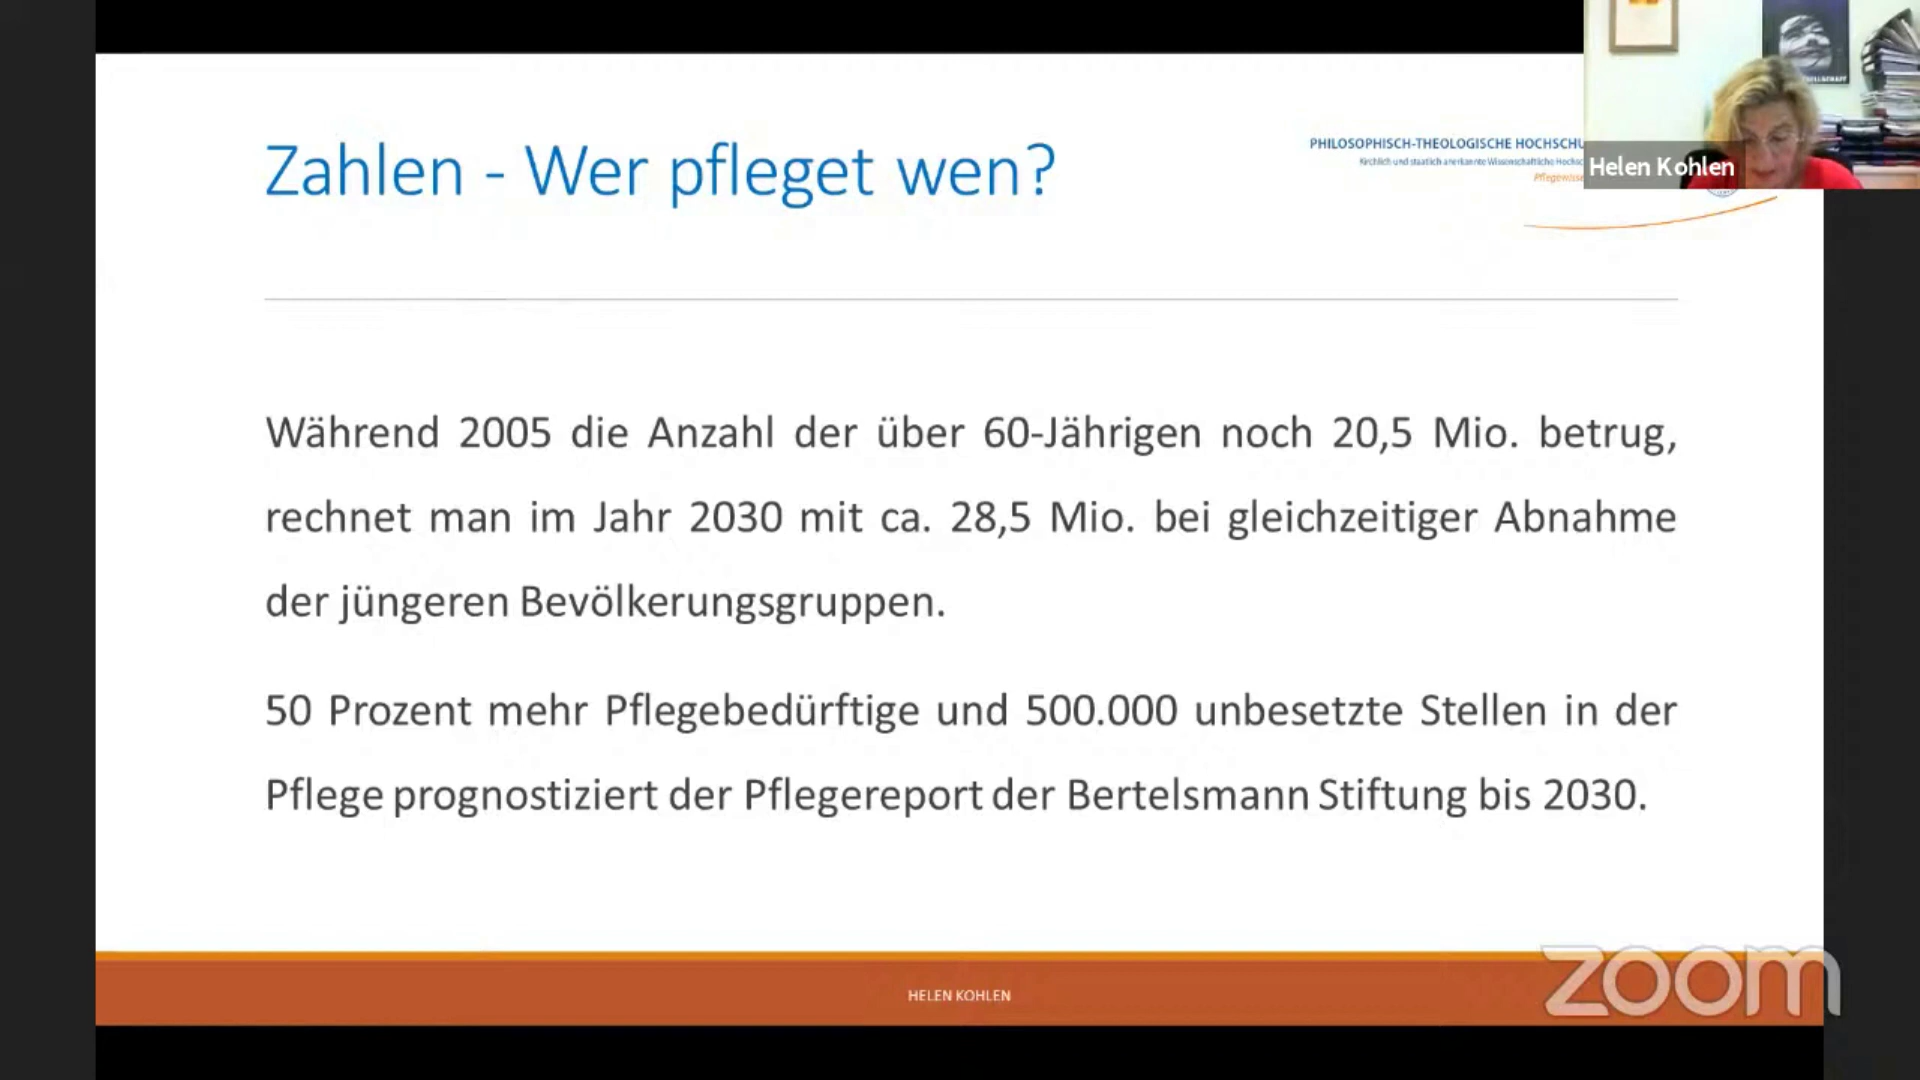 Zahlen - Wer pfleget wen?
PHILOSOPHISCH-THEOLOGISCHE
Kirchlich und staatlich anerkannte Wissenschaftliche
Helen Kohlen
Während 2005 die Anzahl der über 60-Jährigen noch 20,5 Mio. betrug,
rechnet man im Jahr 2030 mit ca. 28,5 Mio. bei gleichzeitiger Abnahme
der jüngeren Bevölkerungsgruppen.
50 Prozent mehr Pflegebedürftige und 500.000 unbesetzte Stellen in der
Pflege prognostiziert der Pflegereport der Bertelsmann Stiftung bis 2030.
HELEN KOHLEN
zoom